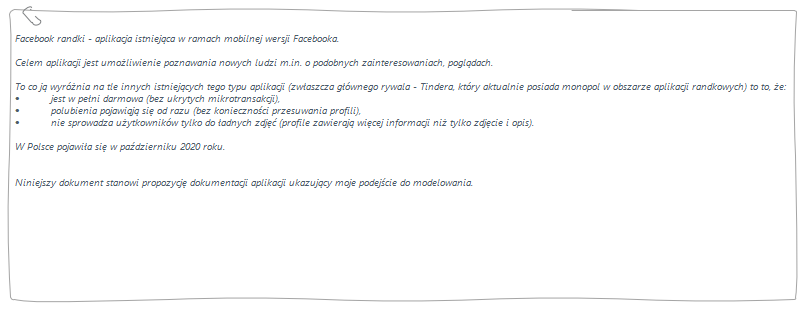 Facebook randki - aplikacja istniejąca w ramach mobilnej wersji Facebooka.
Celem aplikacji jest umożliwienie poznawania nowych ludzi m.in. o podobnych zainteresowaniach, poglądach.
To co ją wyróżnia na tle innych istniejących tego typu aplikacji (zwłaszcza głównego rywala - Tindera, który aktualnie posiada monopol w obszarze aplikacji randkowych) to to, że:
• jest w pełni darmowa (bez ukrytych mikrotransakcji),
• polubienia pojawiają się od razu (bez konieczności przesuwania profili),
• nie sprowadza użytkowników tylko do ładnych zdjęć (profile zawierają więcej informacji niż tylko zdjęcie i opis).
W Polsce pojawiła się w październiku 2020 roku.
Niniejszy dokument stanowi propozycję dokumentacji aplikacji ukazujący moje podejście do modelowania.